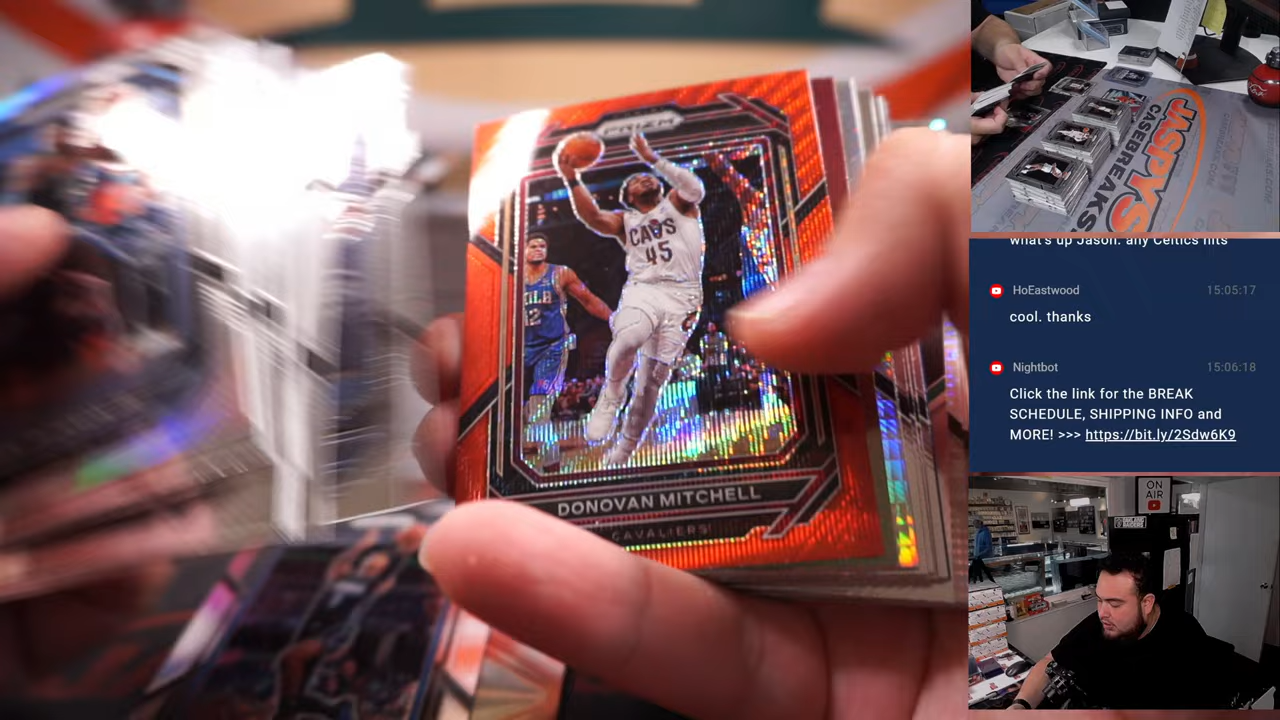 PRIZM
CAVS
45
PHILA
12
DONOVAN MITCHELL
CAVALIERS
JASPYS
CASEBREAKS
what's up Jason. any Celtics hits
HoEastwood 15:05:17
cool. thanks
Nightbot 15:06:18
Click the link for the BREAK
SCHEDULE, SHIPPING INFO and
MORE! >>> https://bit.ly/2Sdw6K9
ON
AIR